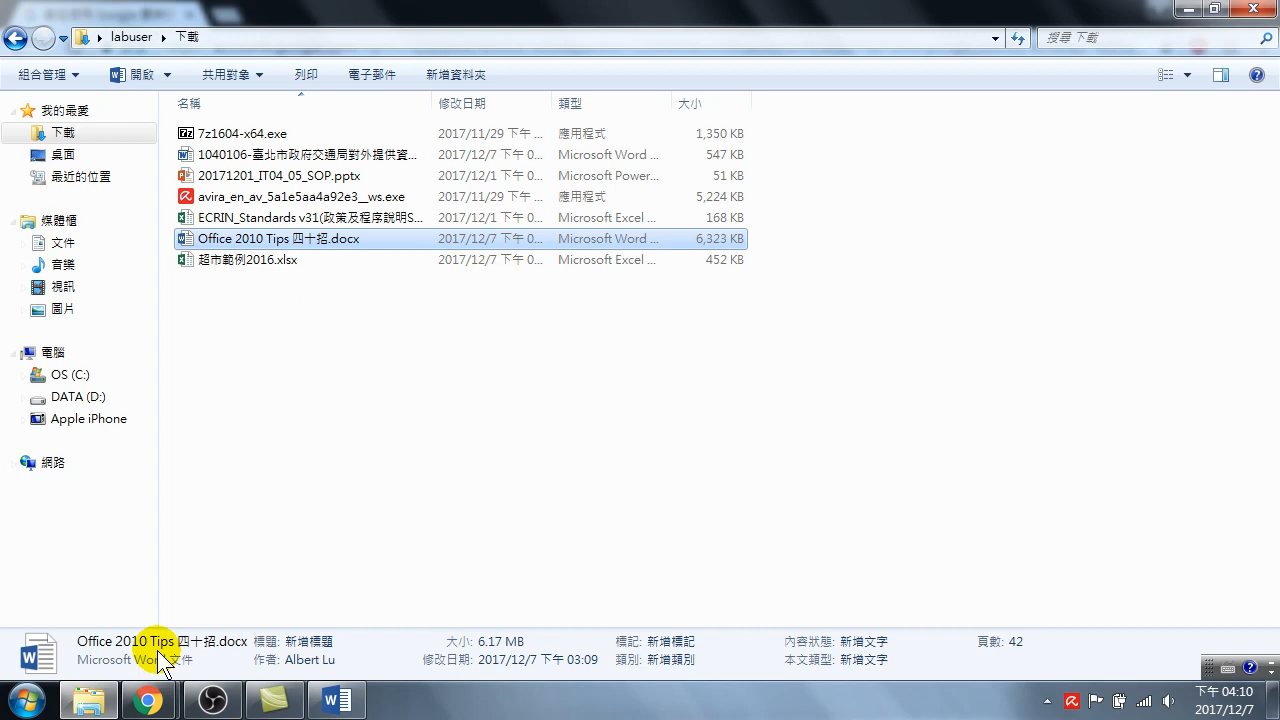 labuser 下載
搜尋 下載
組合管理 開啟 共用對象 列印 電子郵件 新增資料夾
名稱 修改日期 類型 大小
我的最愛
下載
桌面
最近的位置
媒體櫃
文件
音樂
視訊
圖片
電腦
OS (C:)
DATA (D:)
Apple iPhone
網路
7z1604-x64.exe 2017/11/29 下午 ... 應用程式 1,350 KB
1040106-臺北市政府交通局對外提供資... 2017/12/7 下午 0... Microsoft Word ... 547 KB
20171201_IT04_05_SOP.pptx 2017/12/1 下午 0... Microsoft Power... 51 KB
avira_en_av_5a1e5aa4a92e3__ws.exe 2017/11/29 下午 ... 應用程式 5,224 KB
ECRIN_Standards v31(政策及程序說明S... 2017/12/1 下午 0... Microsoft Excel ... 168 KB
Office 2010 Tips 四十招.docx 2017/12/7 下午 0... Microsoft Word ... 6,323 KB
超市範例2016.xlsx 2017/12/7 下午 0... Microsoft Excel ... 452 KB
Office 2010 Tips 四十招.docx 標題: 新增標題 大小: 6.17 MB 標記: 新增標記 內容狀態: 新增文字 頁數: 42
Microsoft Word 文件 作者: Albert Lu 修改日期: 2017/12/7 下午 03:09 類別: 新增類別 本文類型: 新增文字
下午 04:10
2017/12/7